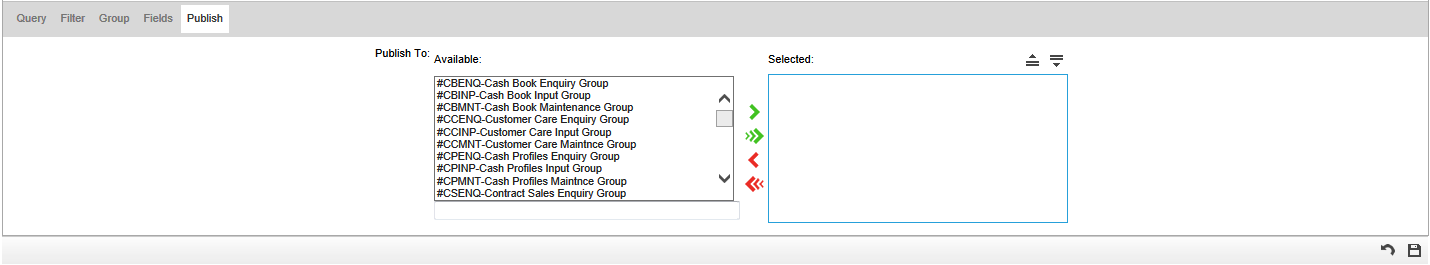 Query Filter Group Fields Publish
Publish To: Available: Selected:
#CBENQ-Cash Book Enquiry Group
#CBINP-Cash Book Input Group
#CBMNT-Cash Book Maintenance Group
#CCENQ-Customer Care Enquiry Group
#CCINP-Customer Care Input Group
#CCMNT-Customer Care Maintnce Group
#CPENQ-Cash Profiles Enquiry Group
#CPINP-Cash Profiles Input Group
#CPMNT-Cash Profiles Maintnce Group
#CSENQ-Contract Sales Enquiry Group